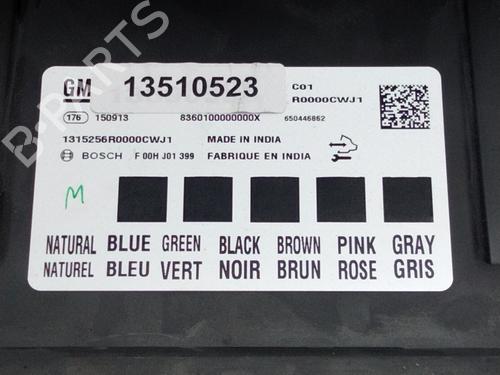 GM 13510523 C01
R0000CWJ1
176 150913 8360100000000X 650446862
1315256R0000CWJ1 MADE IN INDIA
BOSCH F 00H J01 399 FABRIQUE EN INDIA
M
NATURAL BLUE GREEN BLACK BROWN PINK GRAY
NATUREL BLEU VERT NOIR BRUN ROSE GRIS
B-PARTS